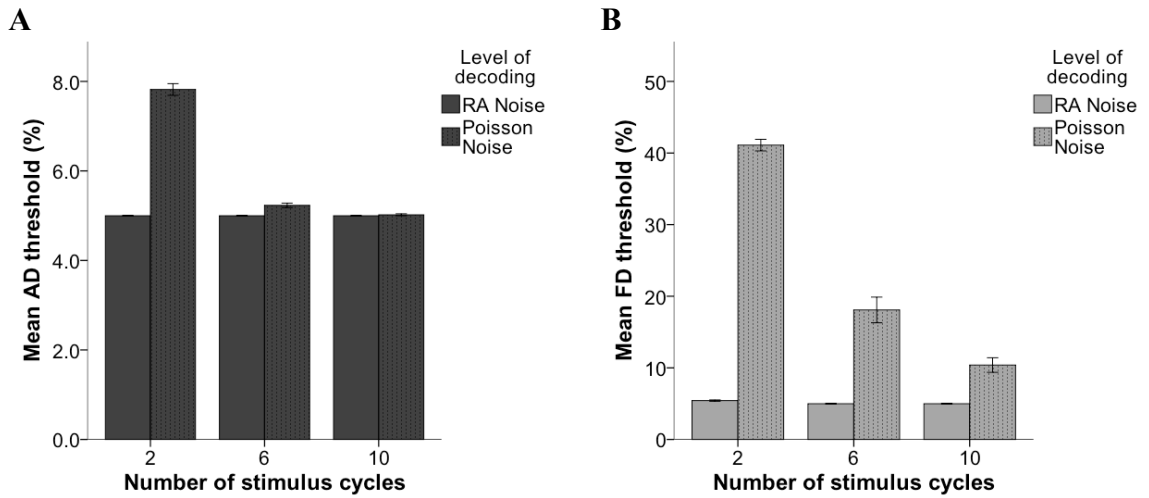 A
Mean AD threshold (%)
8.0
6.0
4.0
2.0
0.0
2
6
10
Number of stimulus cycles
Level of
decoding
RA Noise
Poisson
Noise
B
Mean FD threshold (%)
50
40
30
20
10
0
2
6
10
Number of stimulus cycles
Level of
decoding
RA Noise
Poisson
Noise